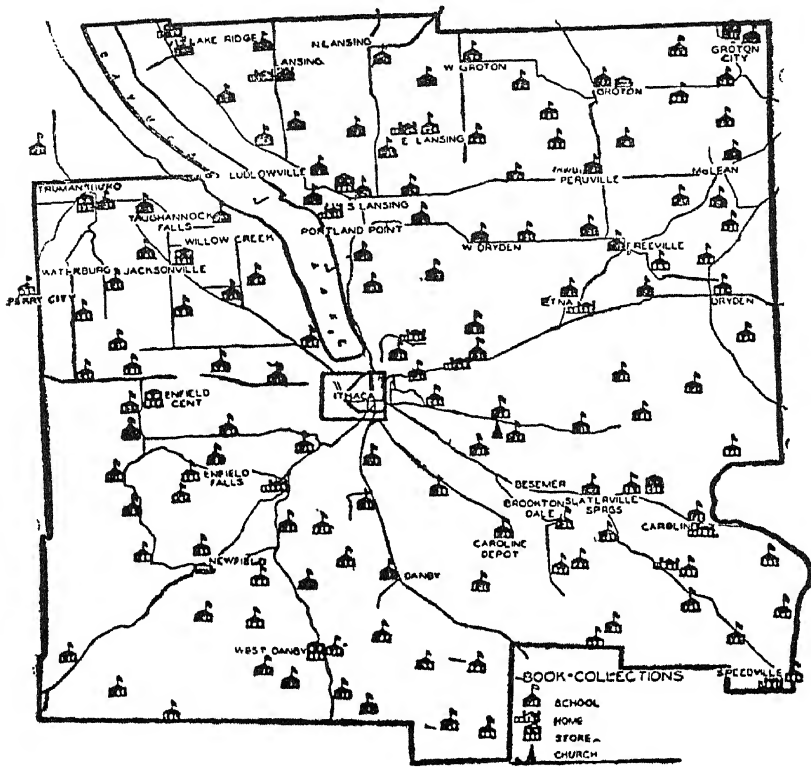 LAKE RIDGE
N. LANSING
W. GROTON
GROTON
CITY
GROTON
E LANSING
LUDLOWVILLE
PERUVILLE
MCLEAN
TAUGHANNOCK
FALLS
S LANSING
PORTLAND POINT
WILLOW CREEK
W DRYDEN
FREEVILLE
JACKSONVILLE
PERRY CITY
ETNA
DRYDEN
ITHACA
ENFIELD
CENT
ENFIELD
FALLS
BESEMER
BROOKTON
DALE
SLATERVILLE
SPRGS
CAROLINE
CAROLINE
DEPOT
NEWFIELD
DANBY
WEST DANBY
SPEEDVILLE
BOOK-COLLECTIONS
SCHOOL
HOME
STORE
CHURCH